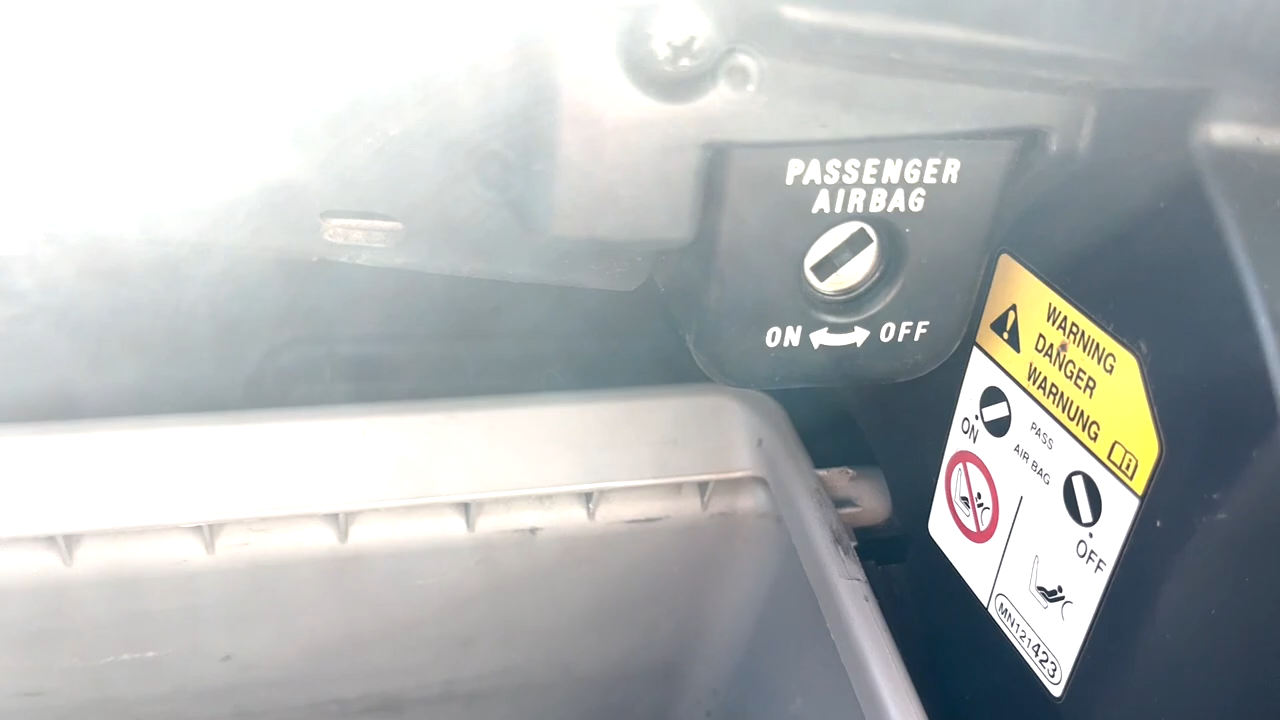 PASSENGER
AIRBAG
ON OFF
WARNING
DANGER
WARNUNG
ON
PASS
AIR BAG
OFF
MN121423